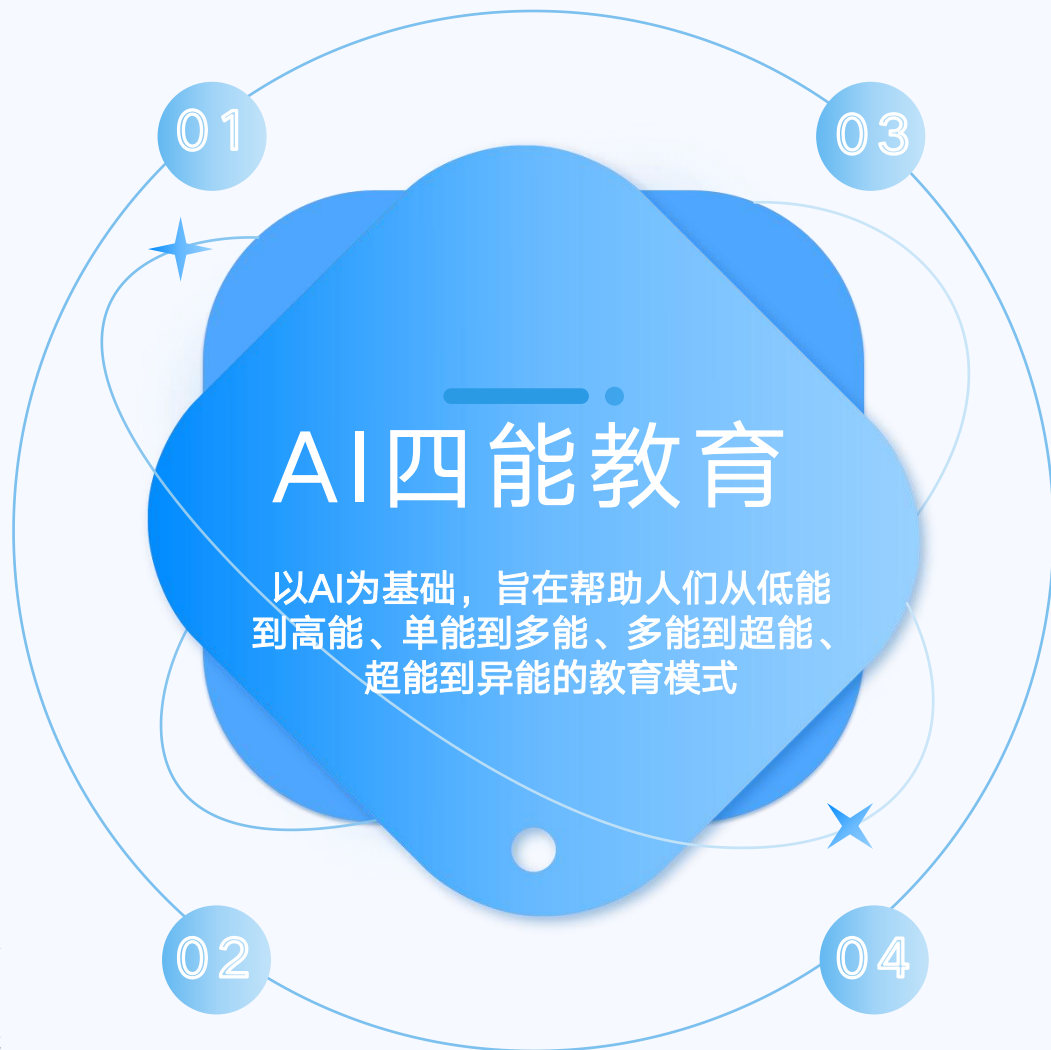 01
03
AI四能教育
以AI为基础，旨在帮助人们从低能
到高能、单能到多能、多能到超能、
超能到异能的教育模式
02
04